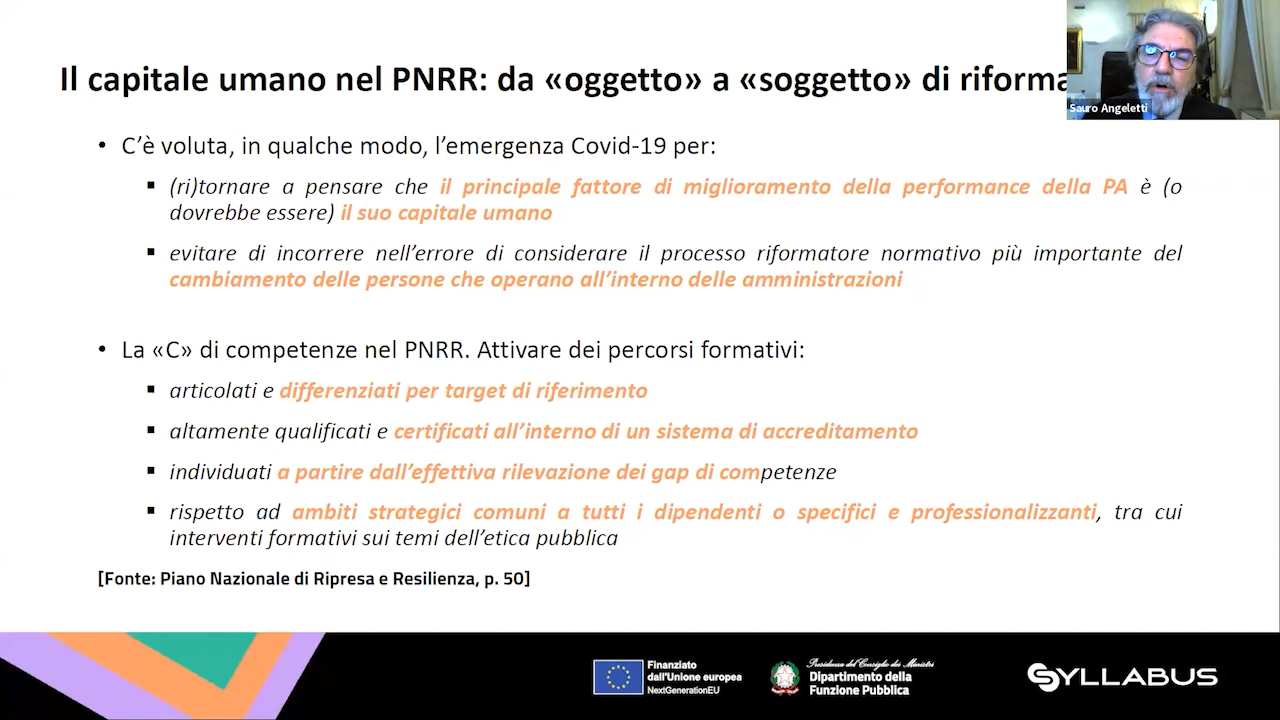 Il capitale umano nel PNRR: da «oggetto» a «soggetto» di riforma
Sauro Angeletti
• C’è voluta, in qualche modo, l’emergenza Covid-19 per:
▪ (ri)tornare a pensare che il principale fattore di miglioramento della performance della PA è (o
dovrebbe essere) il suo capitale umano
▪ evitare di incorrere nell’errore di considerare il processo riformatore normativo più importante del
cambiamento delle persone che operano all’interno delle amministrazioni
• La «C» di competenze nel PNRR. Attivare dei percorsi formativi:
▪ articolati e differenziati per target di riferimento
▪ altamente qualificati e certificati all’interno di un sistema di accreditamento
▪ individuati a partire dall’effettiva rilevazione dei gap di competenze
▪ rispetto ad ambiti strategici comuni a tutti i dipendenti o specifici e professionalizzanti, tra cui
interventi formativi sui temi dell’etica pubblica
[Fonte: Piano Nazionale di Ripresa e Resilienza, p. 50]
Finanziato
dall'Unione europea
NextGenerationEU
Presidenza del Consiglio dei Ministri
Dipartimento della
Funzione Pubblica
SYLLABUS